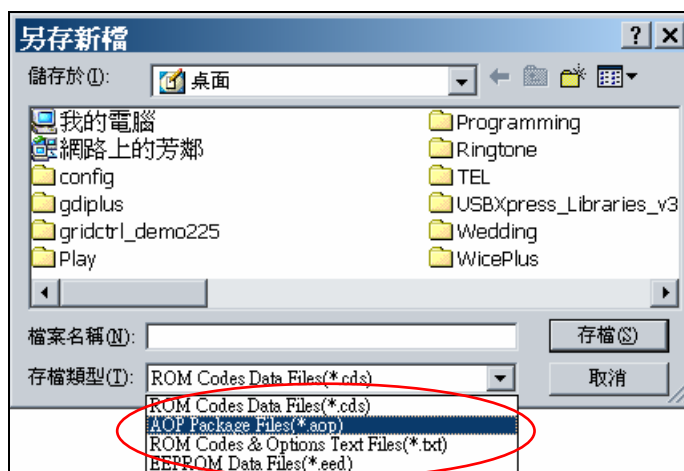 另存新檔
儲存於(I):
桌面
我的電腦
網路上的芳鄰
config
gdiplus
gridctrl_demo225
Play
Programming
Ringtone
TEL
USBXpress_Libraries_v3
Wedding
WicePlus
檔案名稱(N):
存檔(S)
存檔類型(T):
ROM Codes Data Files(*.cds)
取消
ROM Codes Data Files(*.cds)
AOP Package Files(*.aop)
ROM Codes & Options Text Files(*.txt)
EEPROM Data Files(*.eed)